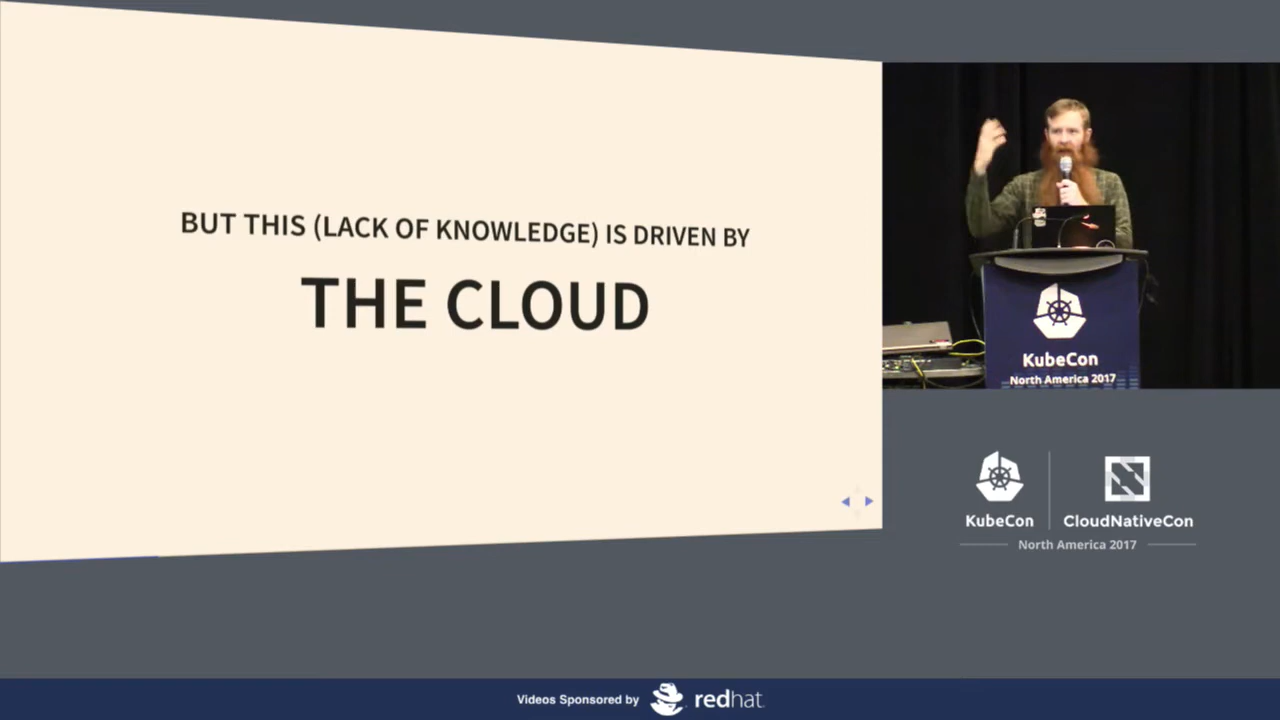 BUT THIS (LACK OF KNOWLEDGE) IS DRIVEN BY
THE CLOUD
KubeCon
North America 2017
KubeCon
CloudNativeCon
North America 2017
Videos Sponsored by
redhat.